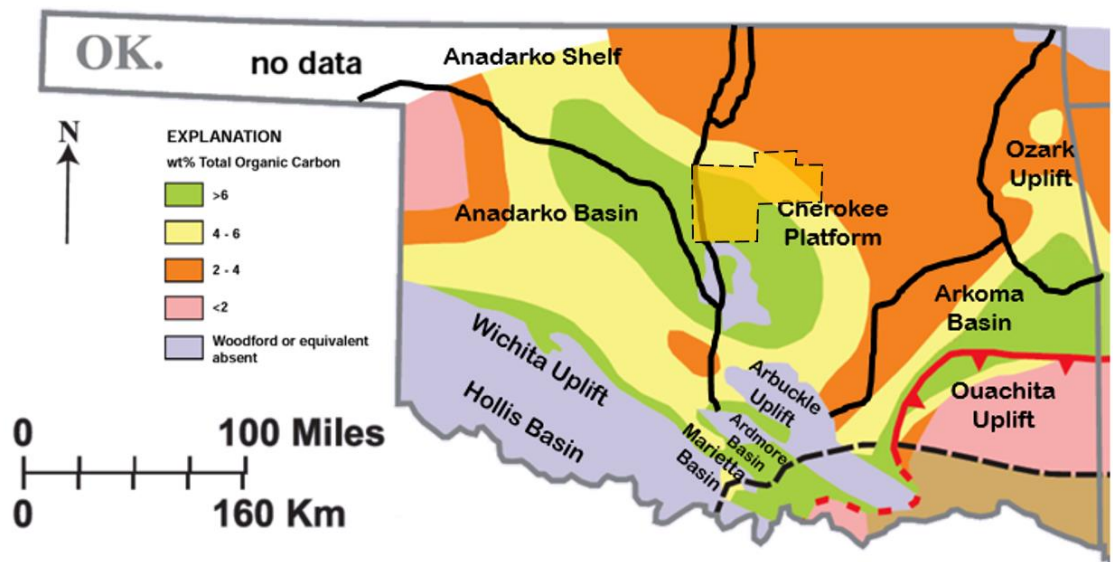 OK.
no data
Anadarko Shelf
N
EXPLANATION
wt% Total Organic Carbon
>6
4 - 6
2 - 4
<2
Woodford or equivalent
absent
Ozark
Uplift
Anadarko Basin
Cherokee
Platform
Arkoma
Basin
Wichita Uplift
Hollis Basin
Arbuckle
Uplift
Ouachita
Uplift
Ardmore
Basin
Marietta
Basin
0
100 Miles
0
160 Km